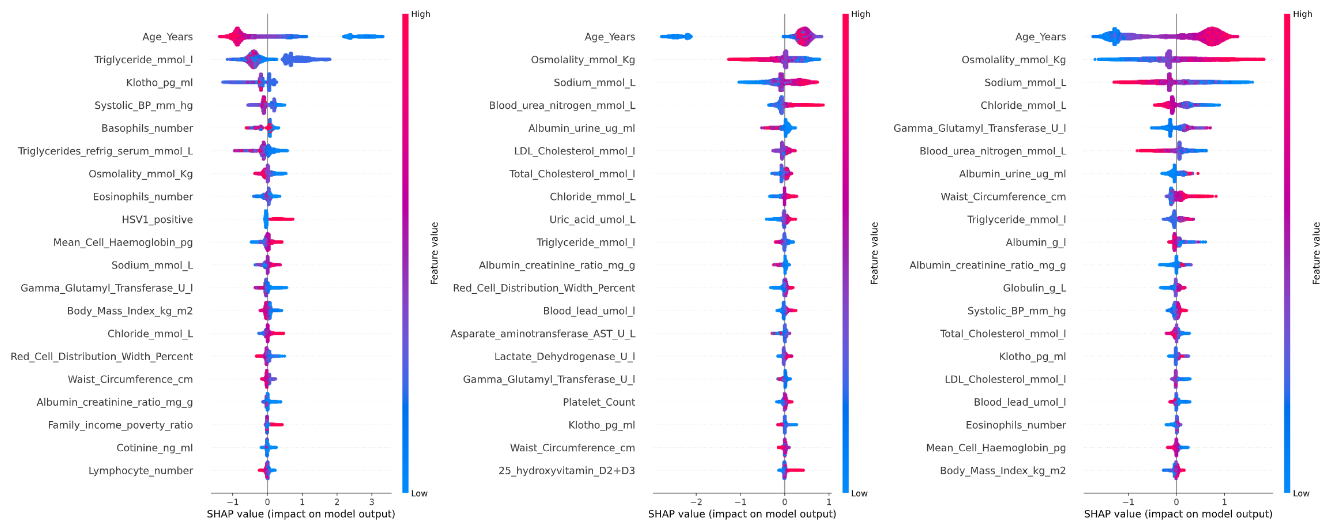 Age_Years
Triglyceride_mmol_l
Klotho_pg_ml
Systolic_BP_mm_hg
Basophils_number
Triglycerides_refrig_serum_mmol_L
Osmolality_mmol_Kg
Eosinophils_number
HSV1_positive
Mean_Cell_Haemoglobin_pg
Sodium_mmol_L
Gamma_Glutamyl_Transferase_U_l
Body_Mass_Index_kg_m2
Chloride_mmol_L
Red_Cell_Distribution_Width_Percent
Waist_Circumference_cm
Albumin_creatinine_ratio_mg_g
Family_income_poverty_ratio
Cotinine_ng_ml
Lymphocyte_number
−1 0 1 2 3
SHAP value (impact on model output)
High
Feature value
Low
Age_Years
Osmolality_mmol_Kg
Sodium_mmol_L
Blood_urea_nitrogen_mmol_L
Albumin_urine_ug_ml
LDL_Cholesterol_mmol_l
Total_Cholesterol_mmol_l
Chloride_mmol_L
Uric_acid_umol_L
Triglyceride_mmol_l
Albumin_creatinine_ratio_mg_g
Red_Cell_Distribution_Width_Percent
Blood_lead_umol_l
Asparate_aminotransferase_AST_U_L
Lactate_Dehydrogenase_U_l
Gamma_Glutamyl_Transferase_U_l
Platelet_Count
Klotho_pg_ml
Waist_Circumference_cm
25_hydroxyvitamin_D2+D3
−2 −1 0 1
SHAP value (impact on model output)
High
Feature value
Low
Age_Years
Osmolality_mmol_Kg
Sodium_mmol_L
Chloride_mmol_L
Gamma_Glutamyl_Transferase_U_l
Blood_urea_nitrogen_mmol_L
Albumin_urine_ug_ml
Waist_Circumference_cm
Triglyceride_mmol_l
Albumin_g_l
Albumin_creatinine_ratio_mg_g
Globulin_g_L
Systolic_BP_mm_hg
Total_Cholesterol_mmol_l
Klotho_pg_ml
LDL_Cholesterol_mmol_l
Blood_lead_umol_l
Eosinophils_number
Mean_Cell_Haemoglobin_pg
Body_Mass_Index_kg_m2
−1 0 1
SHAP value (impact on model output)
High
Feature value
Low